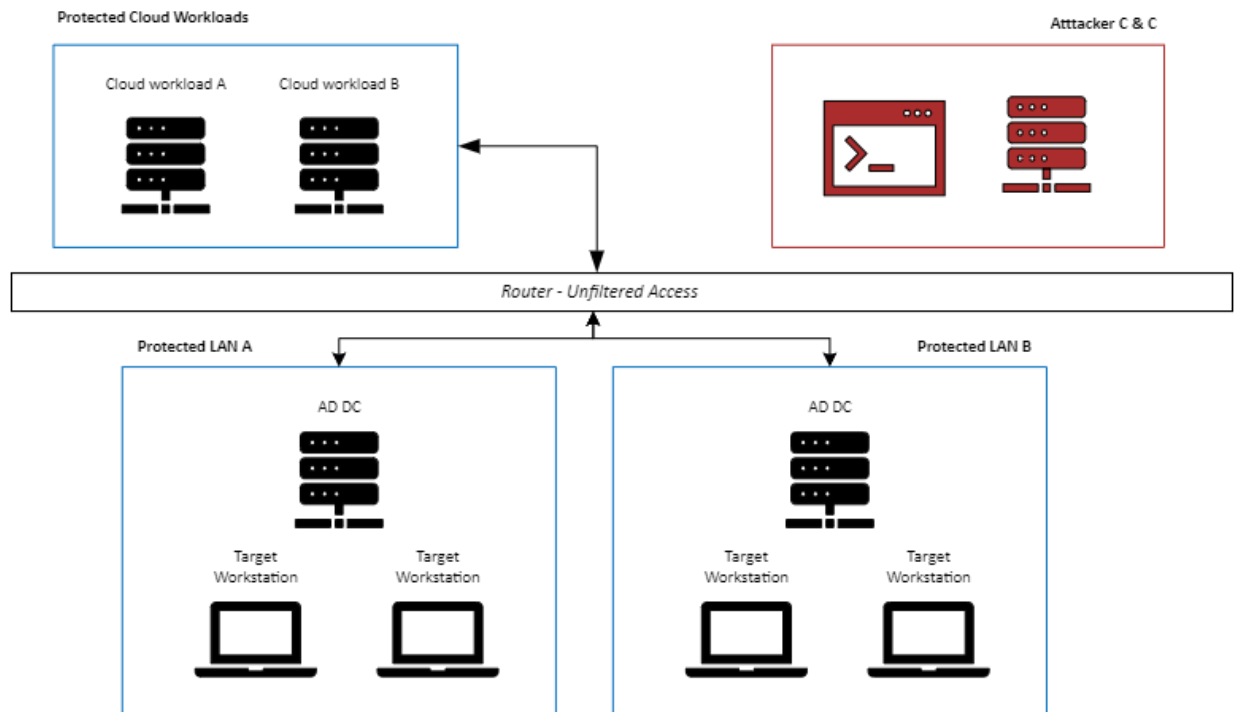 Protected Cloud Workloads
Atttacker C & C
Cloud workload A
Cloud workload B
Router - Unfiltered Access
Protected LAN A
Protected LAN B
AD DC
AD DC
Target
Workstation
Target
Workstation
Target
Workstation
Target
Workstation